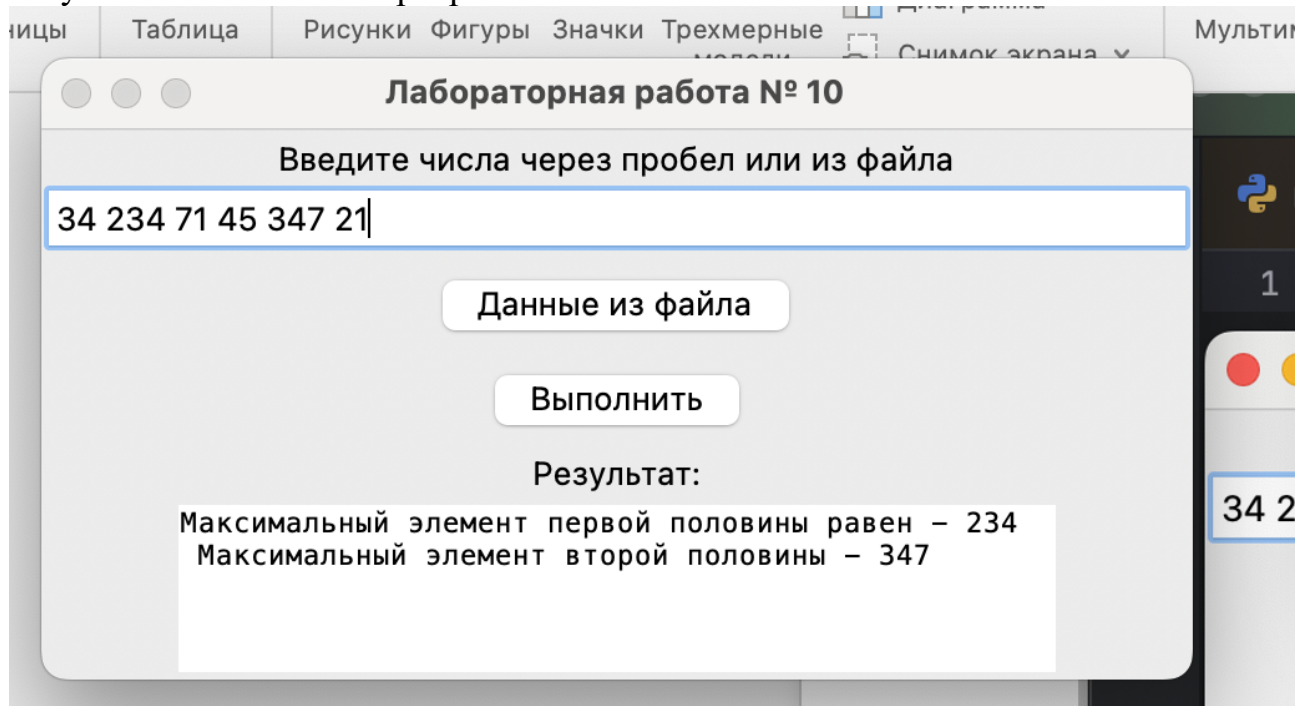 Таблица Рисунки Фигуры Значки Трехмерные
Снимок экрана
Лабораторная работа № 10
Введите числа через пробел или из файла
34 234 71 45 347 21
Данные из файла
1
Выполнить
Результат:
34 2
Максимальный элемент первой половины равен – 234
Максимальный элемент второй половины – 347